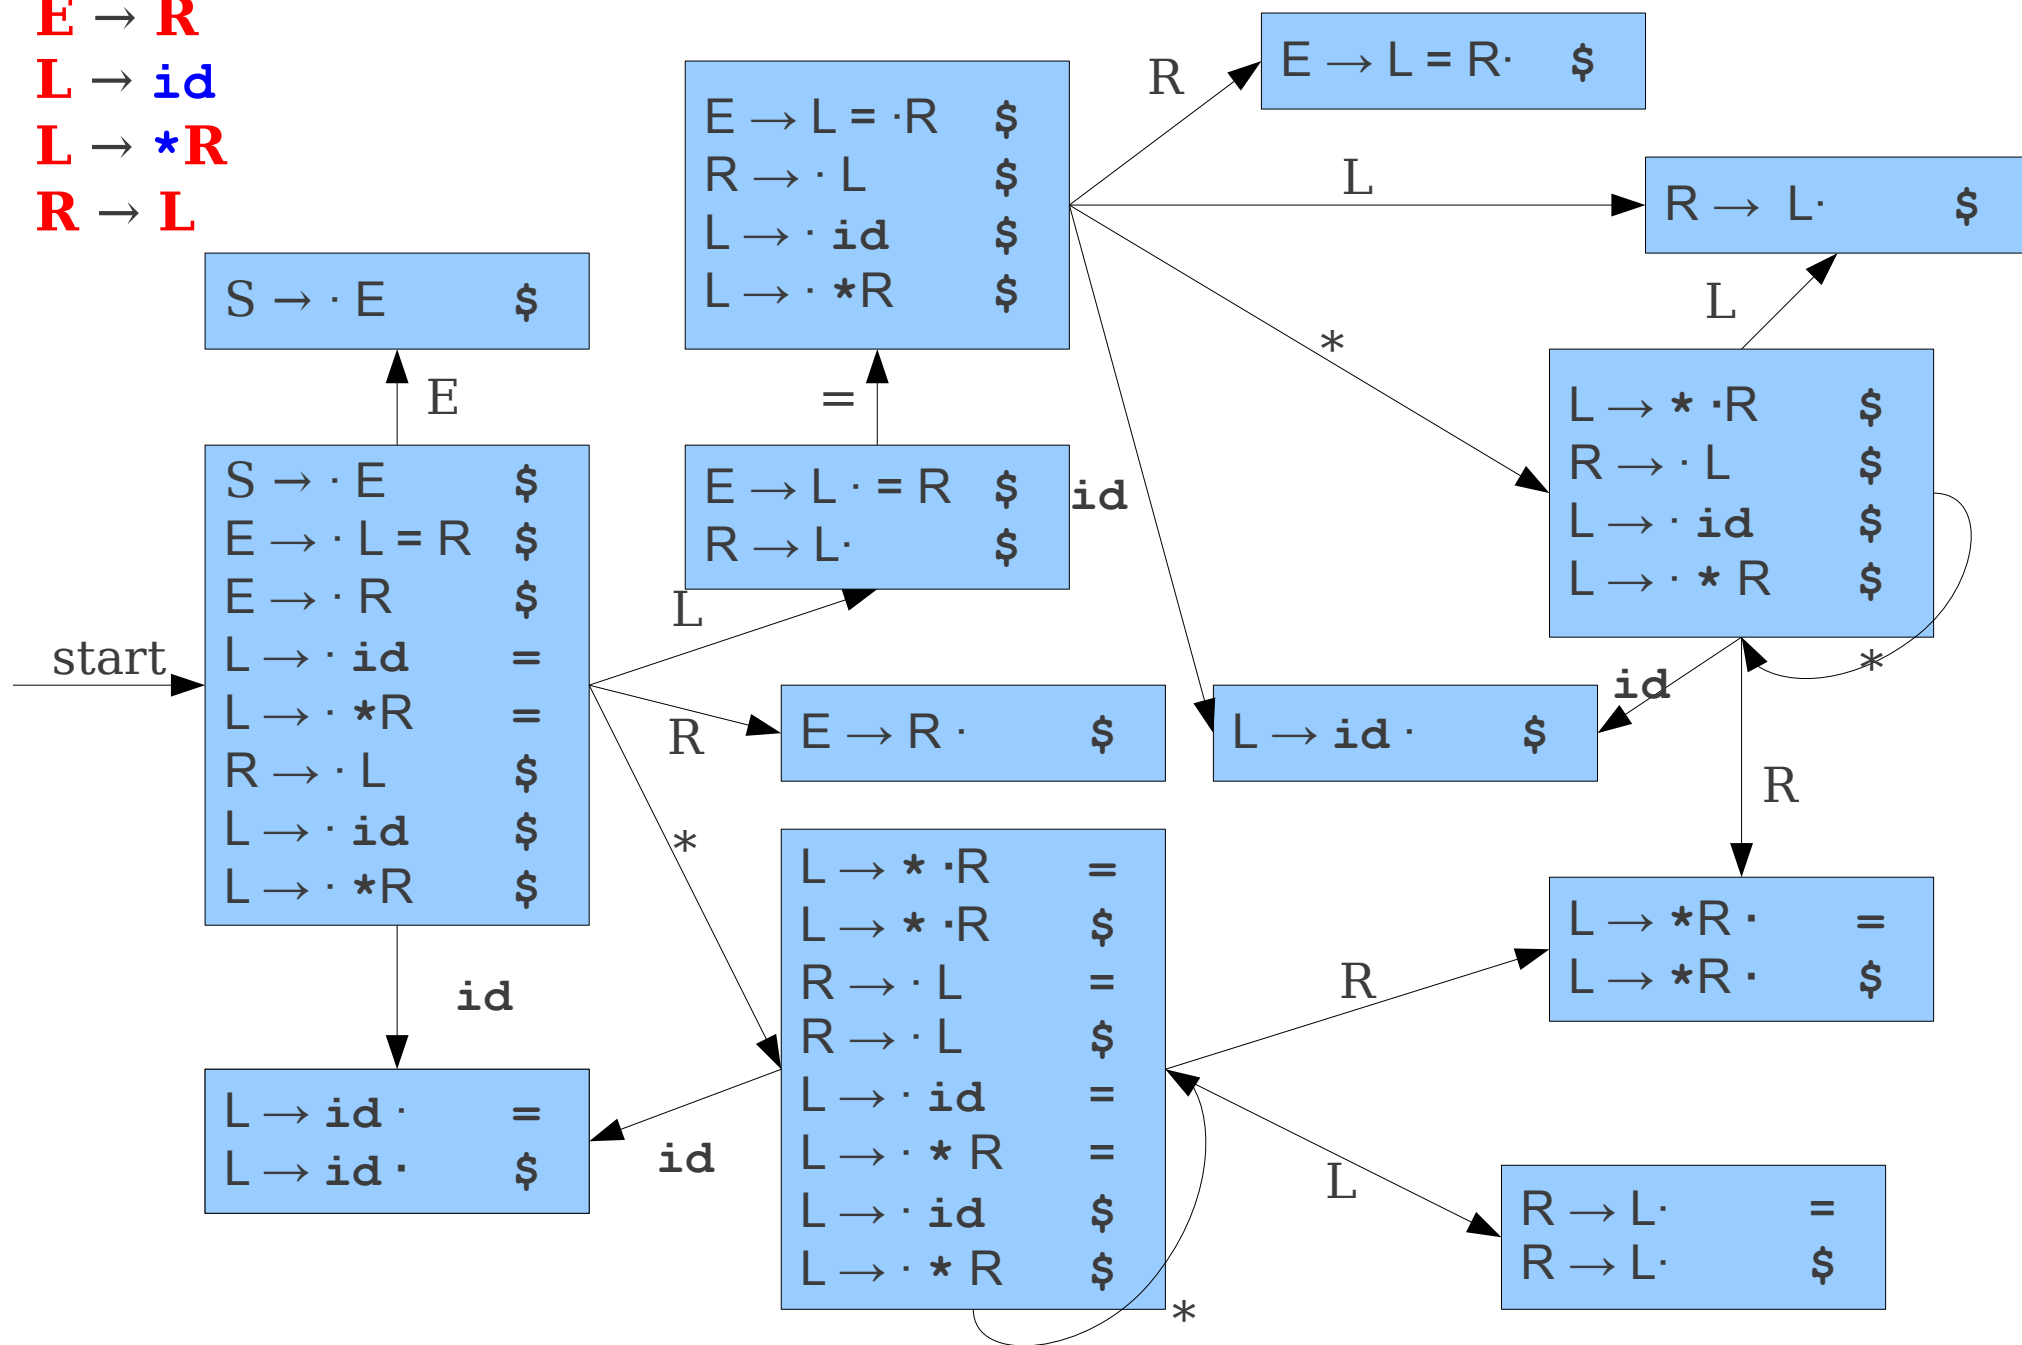 E → R
L → id
L → *R
R → L
S → · E $
E
S → · E $
E → · L = R $
E → · R $
L → · id =
L → · *R =
R → · L $
L → · id $
L → · *R $
start
id
L → id · =
L → id · $
E → L = ·R $
R → · L $
L → · id $
L → · *R $
=
E → L · = R $
R → L· $
L
R
E → R · $
*
L → * ·R =
L → * ·R $
R → · L =
R → · L $
L → · id =
L → · * R =
L → · id $
L → · * R $
id
*
R
E → L = R· $
L
R → L· $
*
id
L
L → * ·R $
R → · L $
L → · id $
L → · * R $
*
id
L → id · $
R
L → *R · =
L → *R · $
R
L
R → L· =
R → L· $